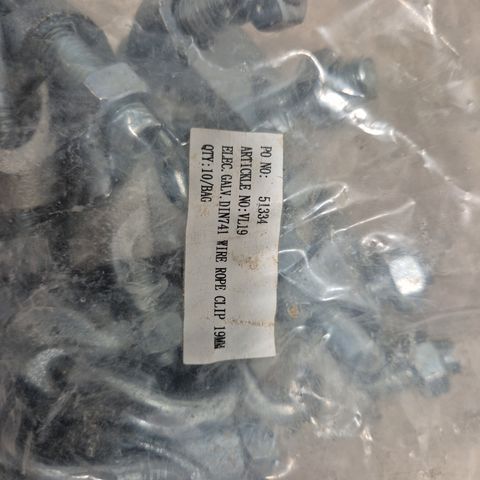 PO NO: 51334
ARTICKLE NO:VL19
ELEC.GALV.DIN741 WIRE ROPE CLIP 19MM
QTY:10/BAG